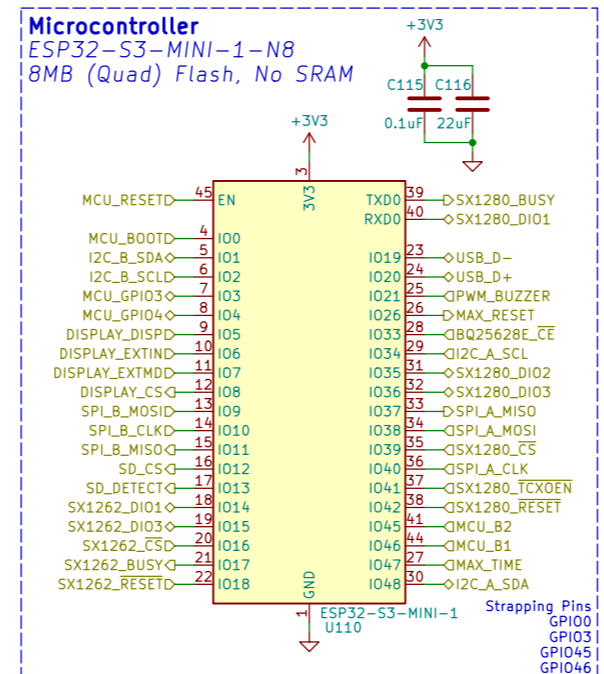 Microcontroller
ESP32-S3-MINI-1-N8
8MB (Quad) Flash, No SRAM
+3V3
C115 C116
0.1uF 22uF
+3V3
3
3V3
MCU_RESET 45 EN
MCU_BOOT 4 IO0
I2C_B_SDA 5 IO1
I2C_B_SCL 6 IO2
MCU_GPIO3 7 IO3
MCU_GPIO4 8 IO4
DISPLAY_DISP 9 IO5
DISPLAY_EXTIN 10 IO6
DISPLAY_EXTMD 11 IO7
DISPLAY_CS 12 IO8
SPI_B_MOSI 13 IO9
SPI_B_CLK 14 IO10
SPI_B_MISO 15 IO11
SD_CS 16 IO12
SD_DETECT 17 IO13
SX1262_DIO1 18 IO14
SX1262_DIO3 19 IO15
SX1262_CS 20 IO16
SX1262_BUSY 21 IO17
SX1262_RESET 22 IO18
TXD0 39 SX1280_BUSY
RXD0 40 SX1280_DIO1
IO19 23 USB_D-
IO20 24 USB_D+
IO21 25 PWM_BUZZER
IO26 26 MAX_RESET
IO33 28 BQ25628E_CE
IO34 29 I2C_A_SCL
IO35 31 SX1280_DIO2
IO36 32 SX1280_DIO3
IO37 33 SPI_A_MISO
IO38 34 SPI_A_MOSI
IO39 35 SX1280_CS
IO40 36 SPI_A_CLK
IO41 37 SX1280_TCXOEN
IO42 38 SX1280_RESET
IO45 41 MCU_B2
IO46 44 MCU_B1
IO47 27 MAX_TIME
IO48 30 I2C_A_SDA
GND
1
ESP32-S3-MINI-1
U110
Strapping Pins
GPIO0
GPIO3
GPIO45
GPIO46